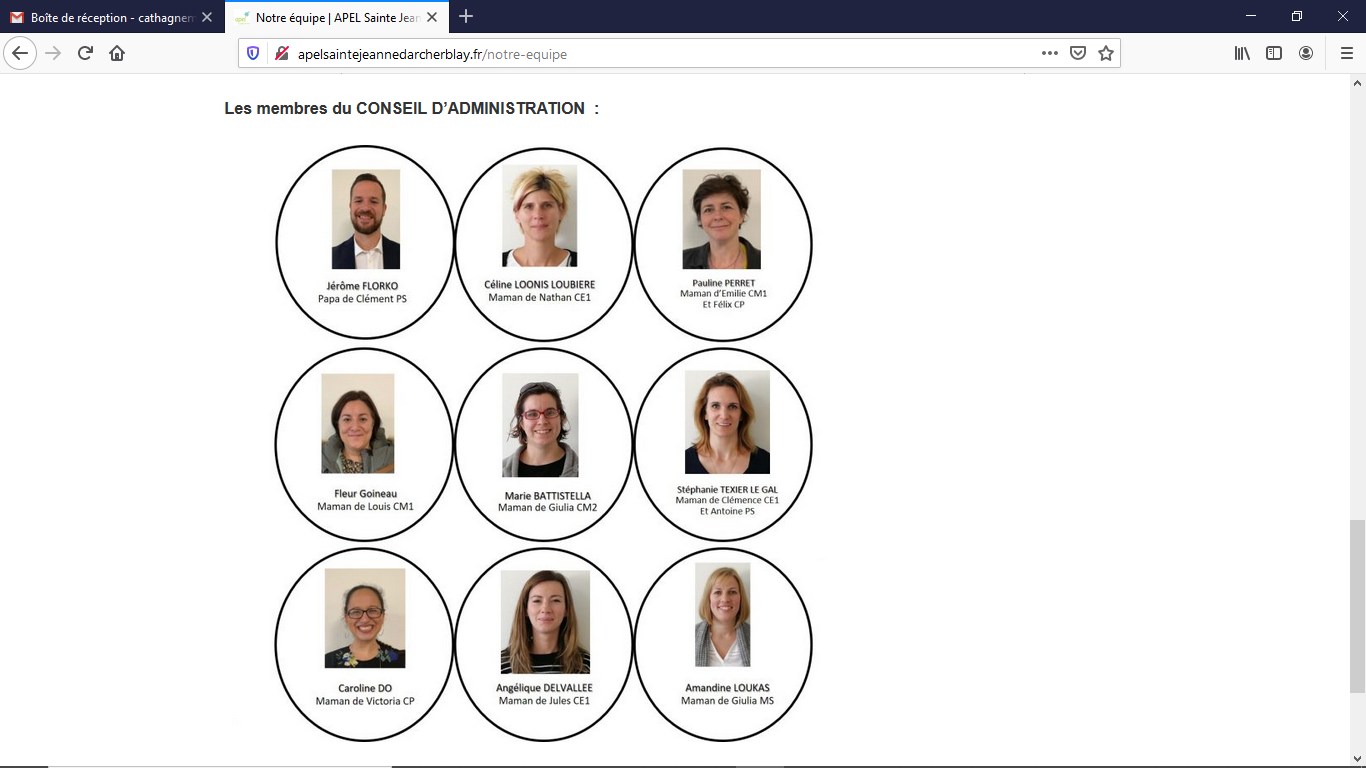 Boîte de réception - cathagnem
Notre équipe | APEL Sainte Jean
apelsaintejeannedarcherblay.fr/notre-equipe
Les membres du CONSEIL D'ADMINISTRATION :
Jérôme FLORKO
Papa de Clément PS
Céline LOONIS LOUBIERE
Maman de Nathan CE1
Pauline PERRET
Maman d'Emilie CM1
Et Félix CP
Fleur Goineau
Maman de Louis CM1
Marie BATTISTELLA
Maman de Giulia CM2
Stéphanie TEXIER LE GAL
Maman de Clémence CE1
Et Antoine PS
Caroline DO
Maman de Victoria CP
Angélique DELVALLEE
Maman de Jules CE1
Amandine LOUKAS
Maman de Giulia MS